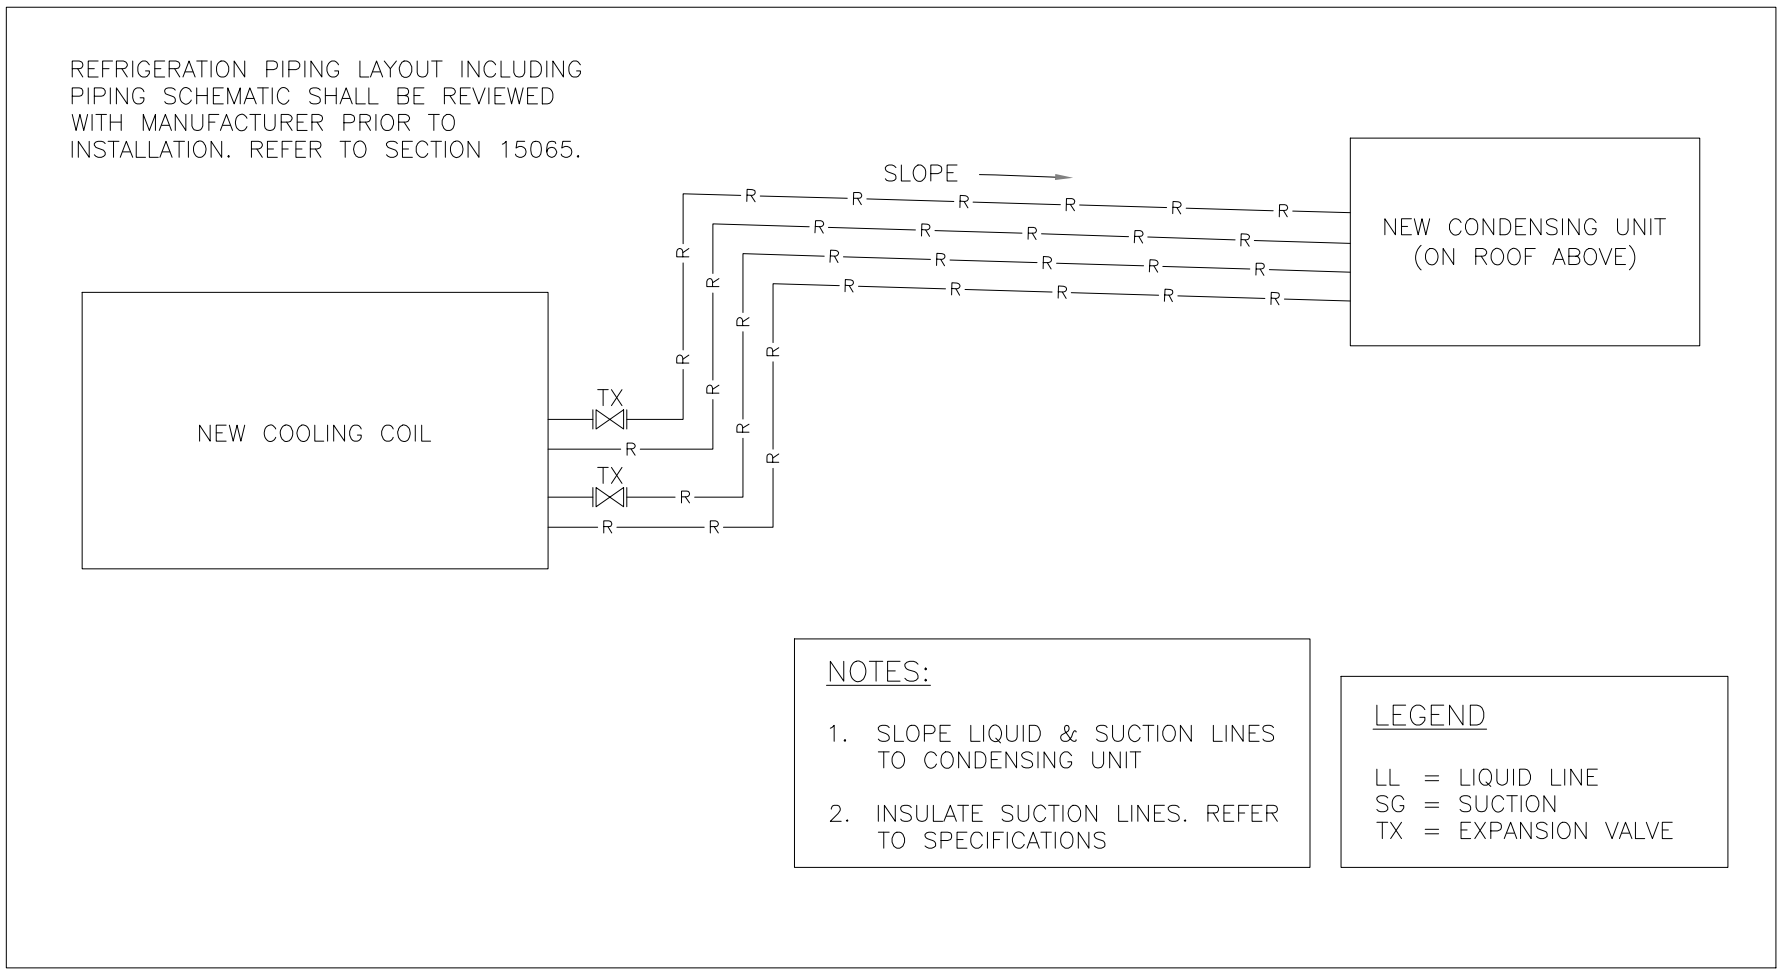 REFRIGERATION PIPING LAYOUT INCLUDING
PIPING SCHEMATIC SHALL BE REVIEWED
WITH MANUFACTURER PRIOR TO
INSTALLATION. REFER TO SECTION 15065.
SLOPE
R R R R R R
R R R R R
R R R R R
R R R R R
NEW CONDENSING UNIT
(ON ROOF ABOVE)
R
R
R
R
R
R
R
R
TX
NEW COOLING COIL
R
TX
R
R R
NOTES:
1. SLOPE LIQUID & SUCTION LINES
TO CONDENSING UNIT
2. INSULATE SUCTION LINES. REFER
TO SPECIFICATIONS
LEGEND
LL = LIQUID LINE
SG = SUCTION
TX = EXPANSION VALVE